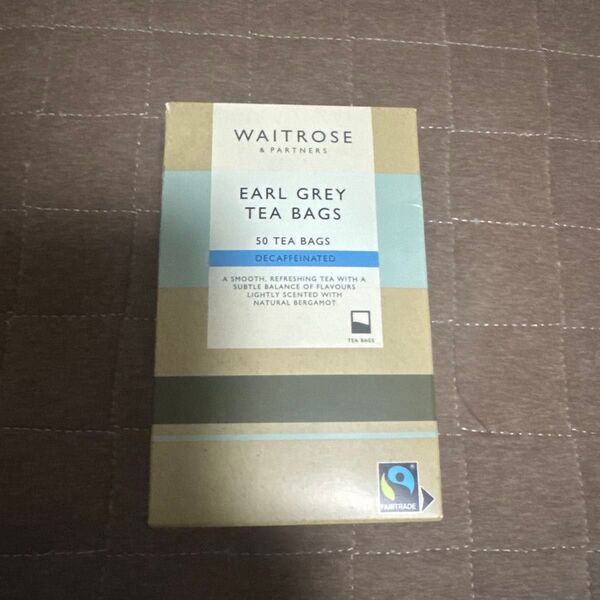 WAITROSE
& PARTNERS
EARL GREY
TEA BAGS
50 TEA BAGS
DECAFFEINATED
A SMOOTH, REFRESHING TEA WITH A
SUBTLE BALANCE OF FLAVOURS
LIGHTLY SCENTED WITH
NATURAL BERGAMOT
TEA BAGS
FAIRTRADE